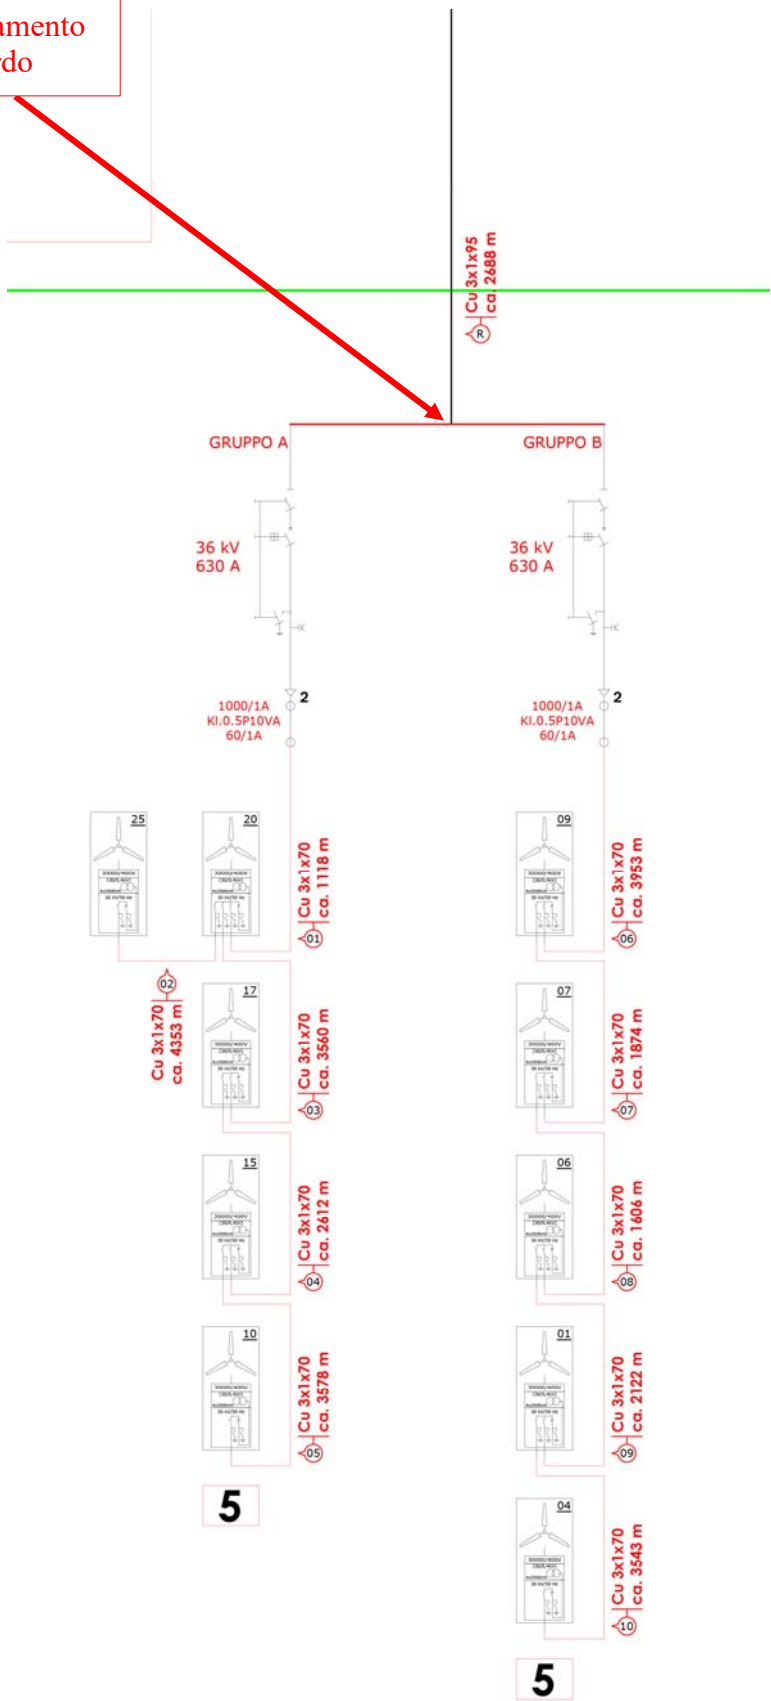 amento
rdo
Cu 3x1x95
ca. 2688 m
R
GRUPPO A
GRUPPO B
36 kV
630 A
36 kV
630 A
2
2
1000/1A
Kl.0.5P10VA
60/1A
1000/1A
Kl.0.5P10VA
60/1A
25
20
09
Cu 3x1x70
ca. 1118 m
01
Cu 3x1x70
ca. 3953 m
06
02
Cu 3x1x70
ca. 4353 m
17
07
Cu 3x1x70
ca. 3560 m
03
Cu 3x1x70
ca. 1874 m
07
15
06
Cu 3x1x70
ca. 2612 m
04
Cu 3x1x70
ca. 1606 m
08
10
01
Cu 3x1x70
ca. 3578 m
05
Cu 3x1x70
ca. 2122 m
09
5
04
Cu 3x1x70
ca. 3543 m
10
5